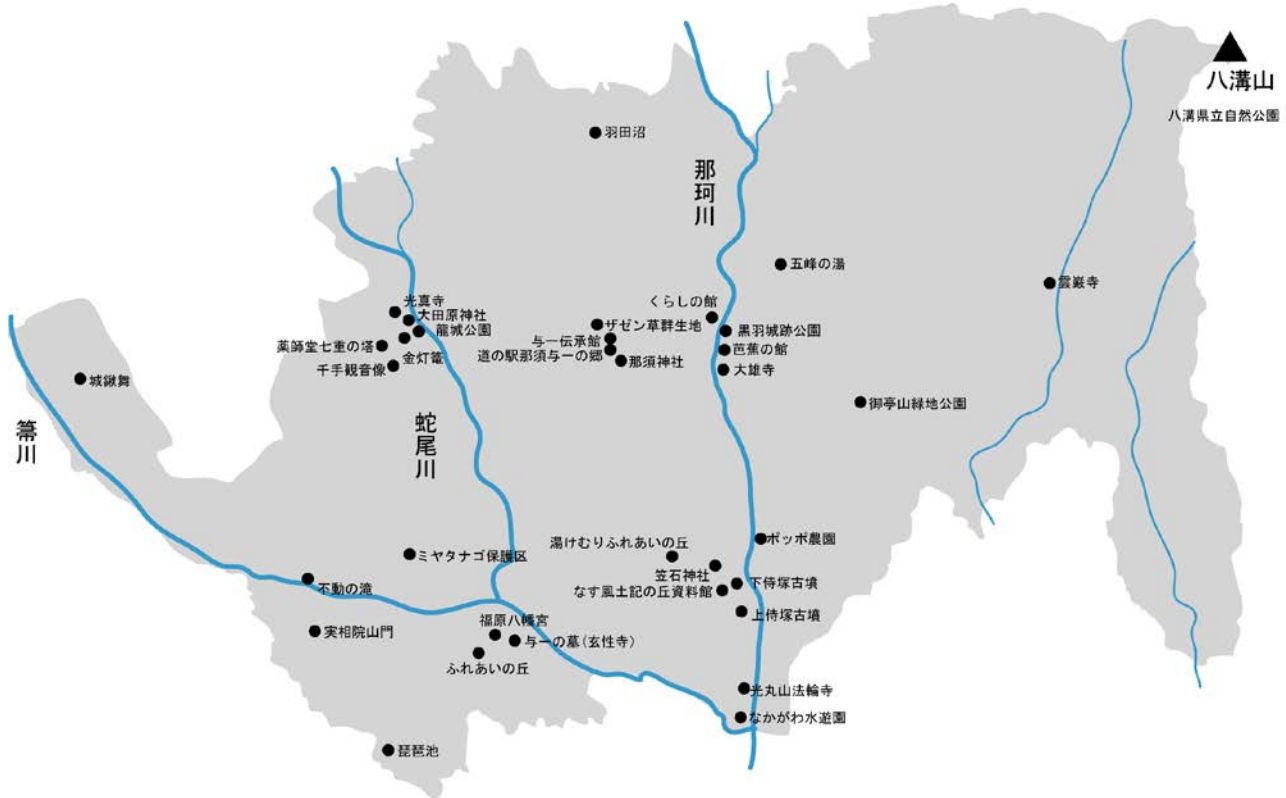 八溝山
八溝県立自然公園
羽田沼
那珂川
五峰の湯
雲巌寺
光真寺
大田原神社
龍城公園
薬師堂七重の塔
金灯篭
千手観音像
くらしの館
ザゼン草群生地
与一伝承館
道の駅那須与一の郷
那須神社
黒羽城跡公園
芭蕉の館
大雄寺
城鍬舞
御亭山緑地公園
箒川
蛇尾川
ミヤタナゴ保護区
湯けむりふれあいの丘
ポッポ農園
笠石神社
なす風土記の丘資料館
下侍塚古墳
上侍塚古墳
不動の滝
実相院山門
福原八幡宮
与一の墓(玄性寺)
ふれあいの丘
光丸山法輪寺
なかがわ水遊園
琵琶池